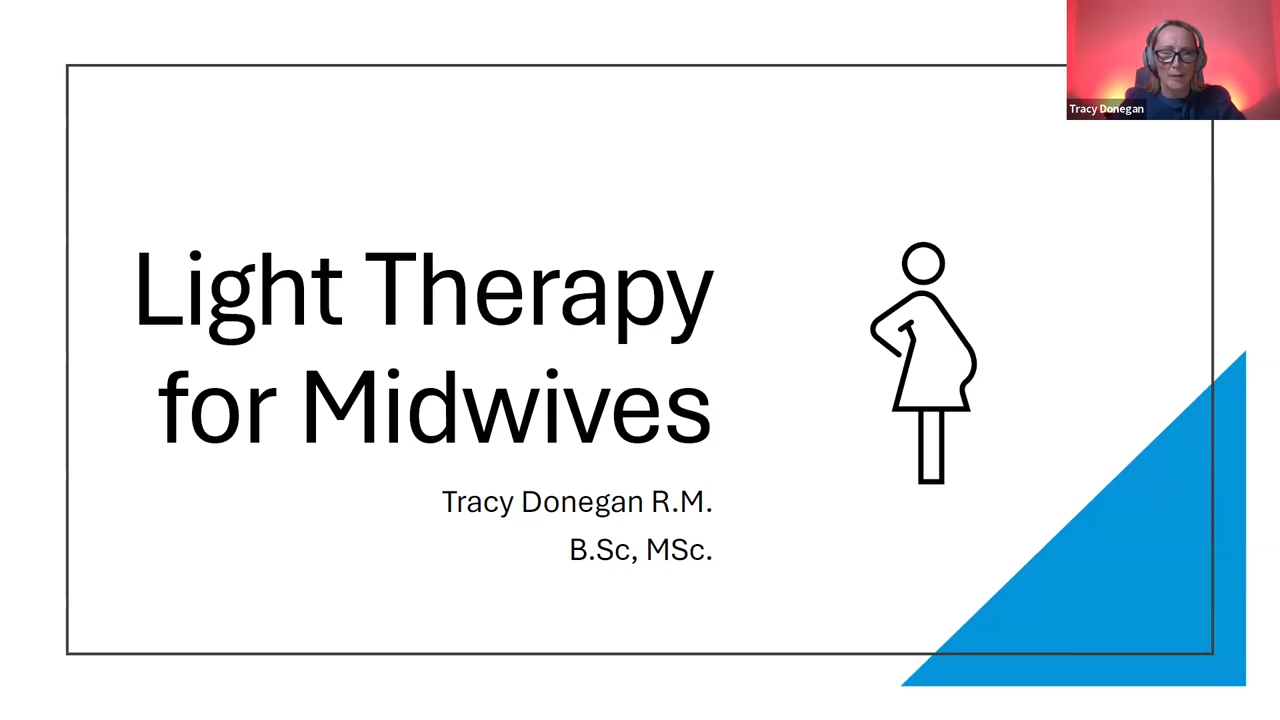 Tracy Donegan
Light Therapy
for Midwives
Tracy Donegan R.M.
B.Sc, MSc.